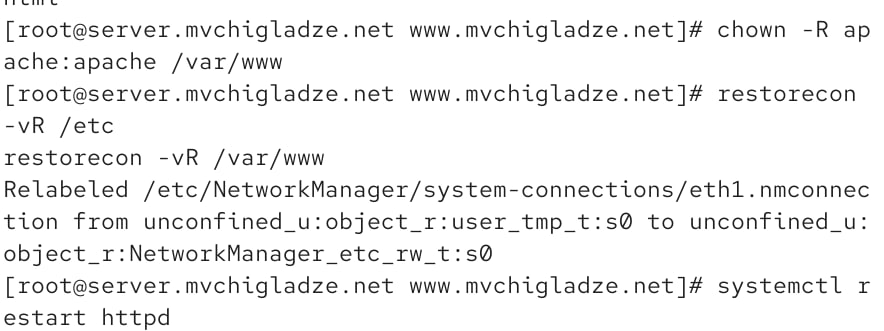 [root@server.mvchigladze.net www.mvchigladze.net]# chown -R ap
ache:apache /var/www
[root@server.mvchigladze.net www.mvchigladze.net]# restorecon
-vR /etc
restorecon -vR /var/www
Relabeled /etc/NetworkManager/system-connections/eth1.nmconnec
tion from unconfined_u:object_r:user_tmp_t:s0 to unconfined_u:
object_r:NetworkManager_etc_rw_t:s0
[root@server.mvchigladze.net www.mvchigladze.net]# systemctl r
estart httpd